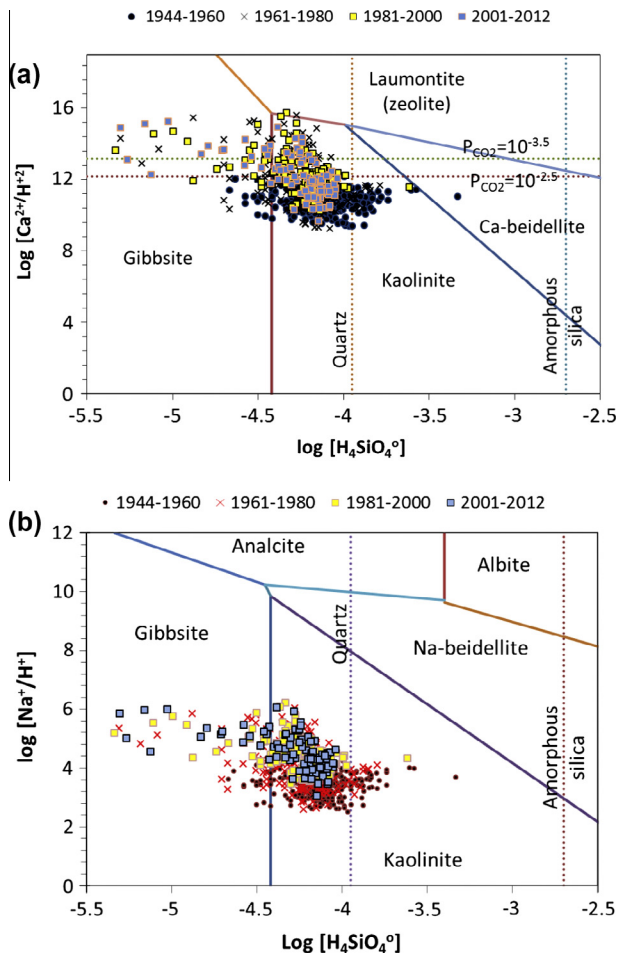 1944-1960 1961-1980 1981-2000 2001-2012
(a)
Log [Ca²⁺/H⁺²]
16
12
8
4
0
Laumontite
(zeolite)
P_CO2=10^-3.5
P_CO2=10^-2.5
Ca-beidellite
Gibbsite
Kaolinite
Quartz
Amorphous
silica
-5.5 -5 -4.5 -4 -3.5 -3 -2.5
log [H₄SiO₄°]
1944-1960 1961-1980 1981-2000 2001-2012
(b)
log [Na⁺/H⁺]
12
10
8
6
4
2
0
Analcite
Albite
Gibbsite
Quartz
Na-beidellite
Amorphous
silica
Kaolinite
-5.5 -5 -4.5 -4 -3.5 -3 -2.5
Log [H₄SiO₄°]